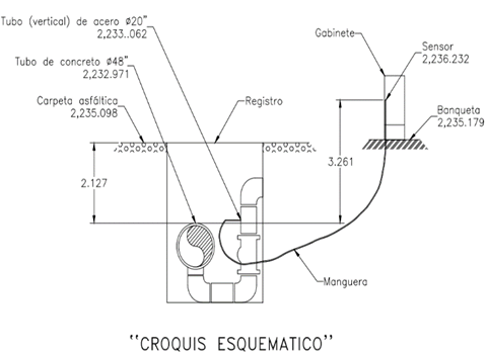 Tubo (vertical) de acero ø20"
2,233..062
Tubo de concreto ø48"
2,232.971
Carpeta asfáltica
2,235.098
Registro
Gabinete
Sensor
2,236.232
Banqueta
2,235.179
2.127
3.261
Manguera
"CROQUIS ESQUEMATICO"